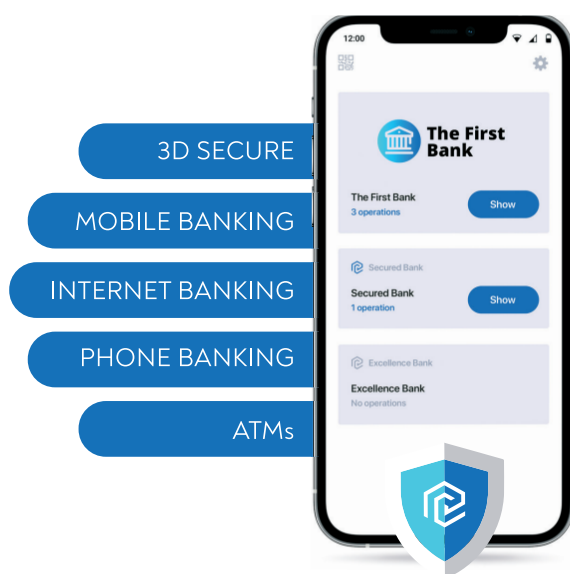 3D SECURE
MOBILE BANKING
INTERNET BANKING
PHONE BANKING
ATMs
12:00
The First
Bank
The First Bank
3 operations
Show
Secured Bank
Secured Bank
1 operation
Show
Excellence Bank
Excellence Bank
No operations